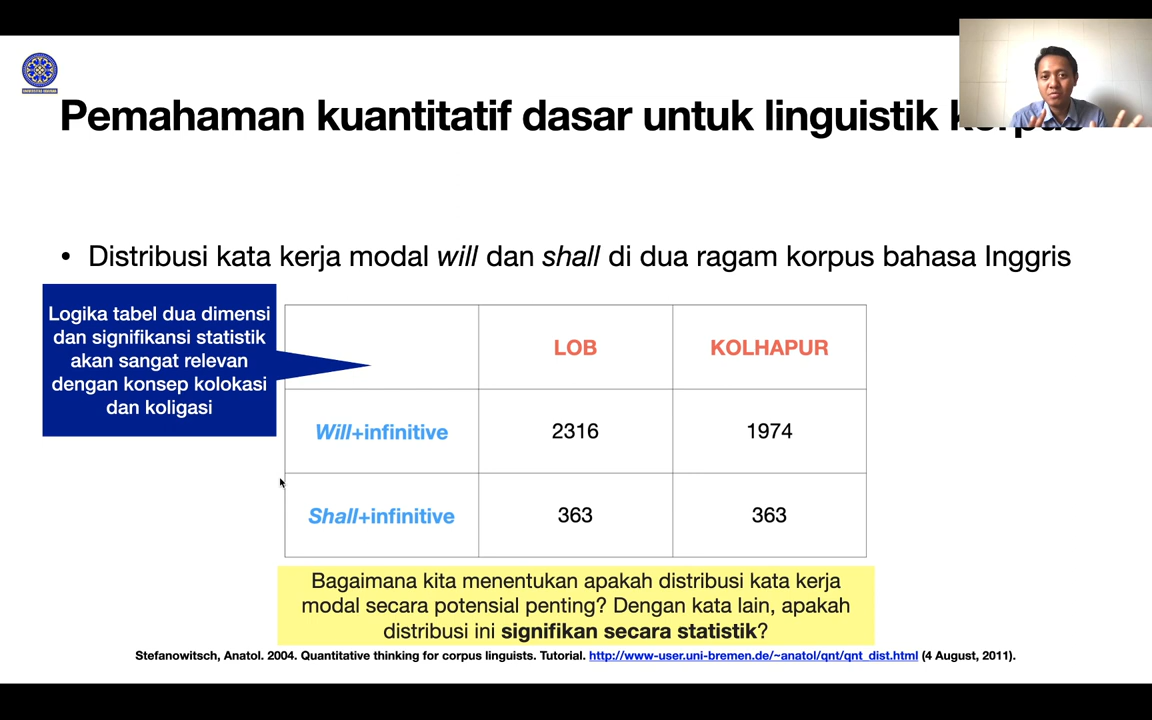 Pemahaman kuantitatif dasar untuk linguistik korpus
• Distribusi kata kerja modal will dan shall di dua ragam korpus bahasa Inggris
Logika tabel dua dimensi
dan signifikansi statistik
akan sangat relevan
dengan konsep kolokasi
dan koligasi
LOB KOLHAPUR
Will+infinitive 2316 1974
Shall+infinitive 363 363
Bagaimana kita menentukan apakah distribusi kata kerja
modal secara potensial penting? Dengan kata lain, apakah
distribusi ini signifikan secara statistik?
Stefanowitsch, Anatol. 2004. Quantitative thinking for corpus linguists. Tutorial. http://www-user.uni-bremen.de/~anatol/qnt/qnt_dist.html (4 August, 2011).